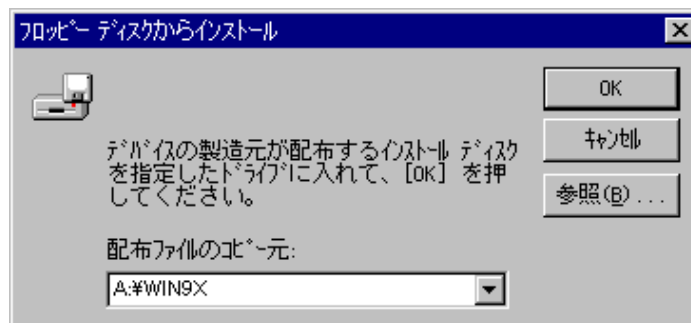 フロッピー ディスクからインストール
OK
デバイスの製造元が配布するインストール ディスク
を指定したドライブに入れて、[OK] を押
してください。
キャンセル
参照(B)...
配布ファイルのコピー元:
A:¥WIN9X